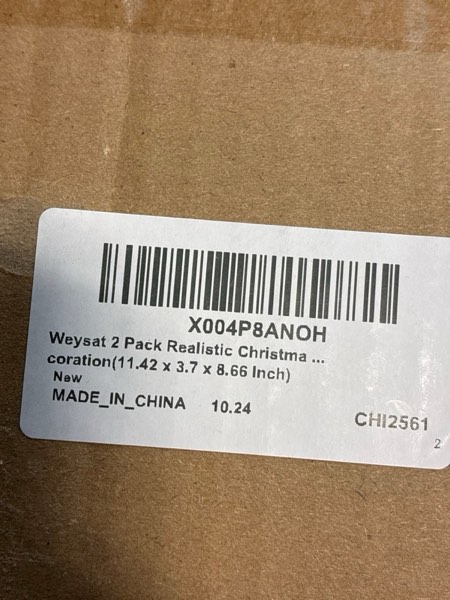 X004P8ANOH
Weysat 2 Pack Realistic Christma ...
coration(11.42 x 3.7 x 8.66 Inch)
New
MADE_IN_CHINA 10.24
CHI2561
2